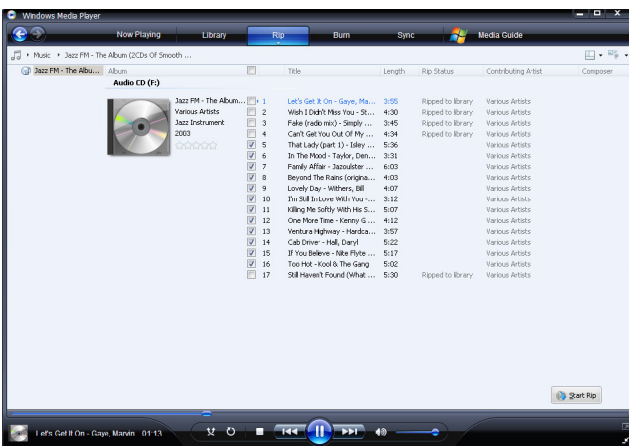 Windows Media Player
Now Playing Library Rip Burn Sync Media Guide
Music Jazz FM - The Album (2CDs Of Smooth ...
Jazz FM - The Albu... Album Title Length Rip Status Contributing Artist Composer
Audio CD (F:)
Jazz FM - The Album... 1 Let's Get It On - Gaye, Ma... 3:55 Ripped to library Various Artists
Various Artists 2 Wish I Didn't Miss You - St... 4:30 Ripped to library Various Artists
Jazz Instrument 3 Fake (radio mix) - Simply ... 3:45 Ripped to library Various Artists
2003 4 Can't Get You Out Of My ... 4:34 Ripped to library Various Artists
5 That Lady (part 1) - Isley ... 5:36 Various Artists
6 In The Mood - Taylor, Den... 3:31 Various Artists
7 Family Affair - Jazoulster ... 6:03 Various Artists
8 Beyond The Rains (origina... 4:03 Various Artists
9 Lovely Day - Withers, Bill 4:07 Various Artists
10 I'm Still In Love With You -... 3:12 Various Artists
11 Killing Me Softly With His S... 5:07 Various Artists
12 One More Time - Kenny G ... 4:12 Various Artists
13 Ventura Highway - Hardca... 3:57 Various Artists
14 Cab Driver - Hall, Daryl 5:22 Various Artists
15 If You Believe - Nite Flyte ... 5:17 Various Artists
16 Too Hot - Kool & The Gang 5:02 Various Artists
17 Still Haven't Found (What ... 5:30 Ripped to library Various Artists
Start Rip
Let's Get It On - Gaye, Marvin 01:13